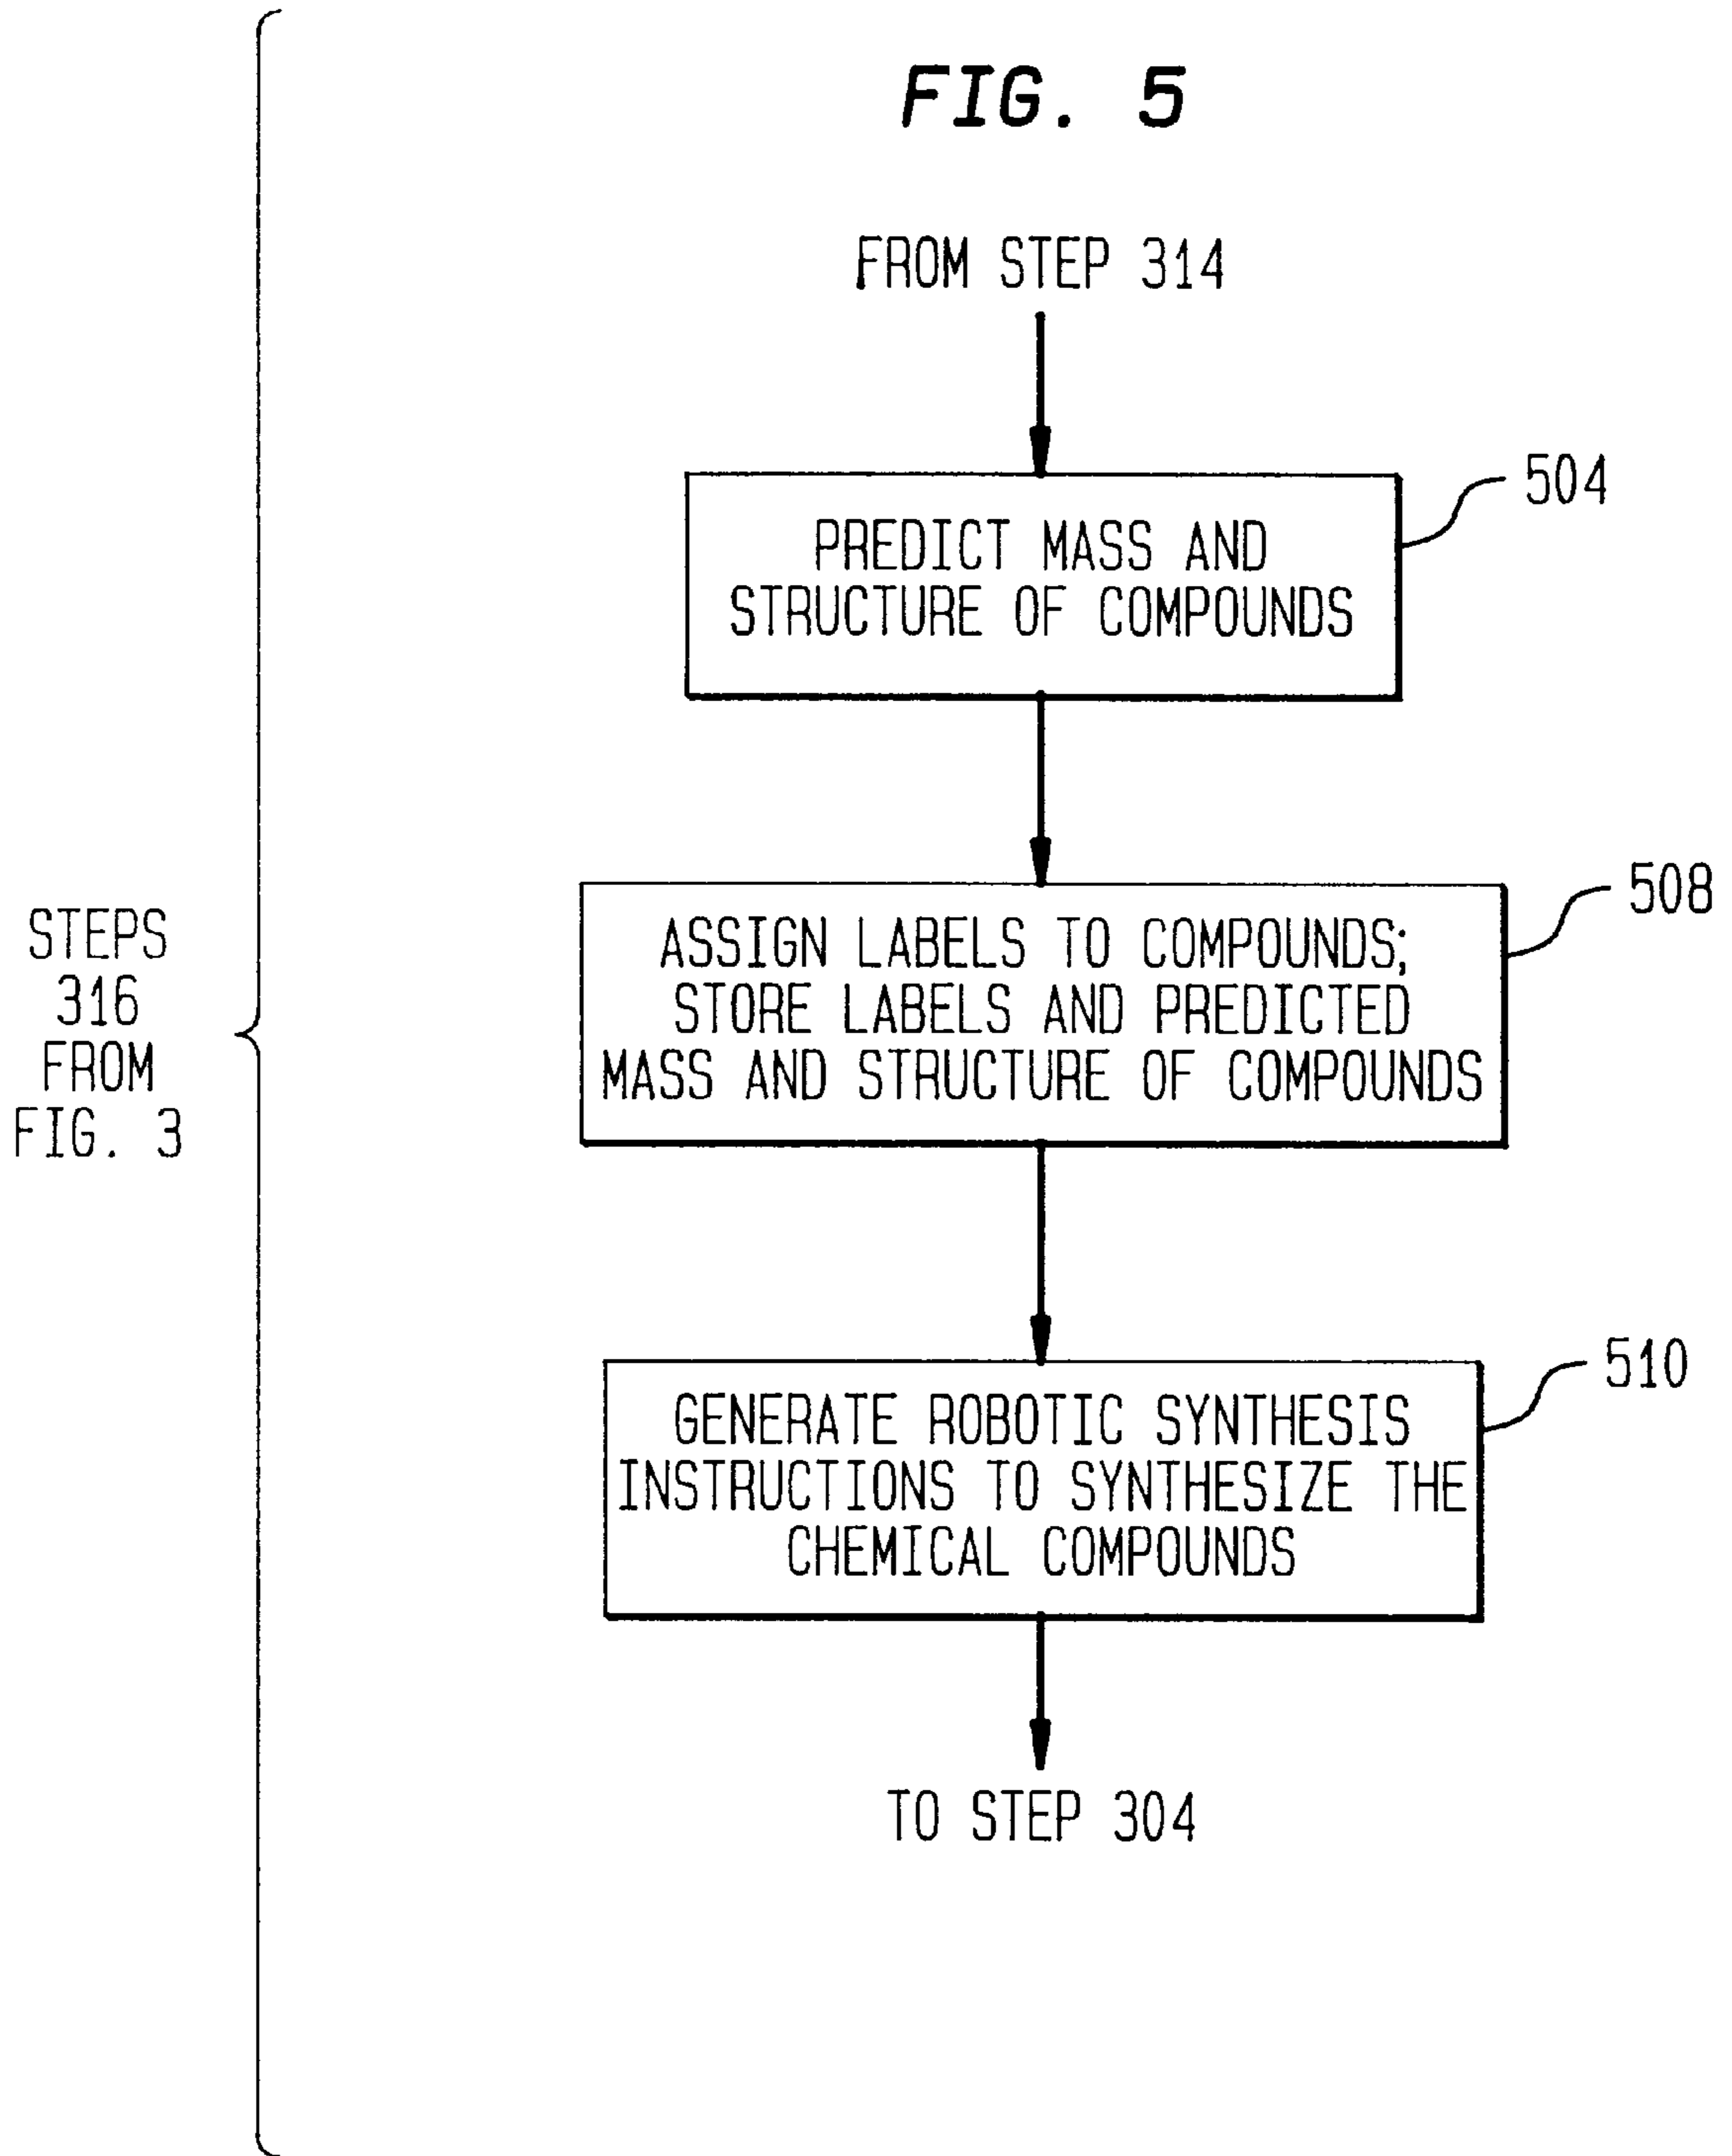 FIG. 5
FROM STEP 314
504
PREDICT MASS AND
STRUCTURE OF COMPOUNDS
508
ASSIGN LABELS TO COMPOUNDS;
STORE LABELS AND PREDICTED
MASS AND STRUCTURE OF COMPOUNDS
STEPS
316
FROM
FIG. 3
510
GENERATE ROBOTIC SYNTHESIS
INSTRUCTIONS TO SYNTHESIZE THE
CHEMICAL COMPOUNDS
TO STEP 304